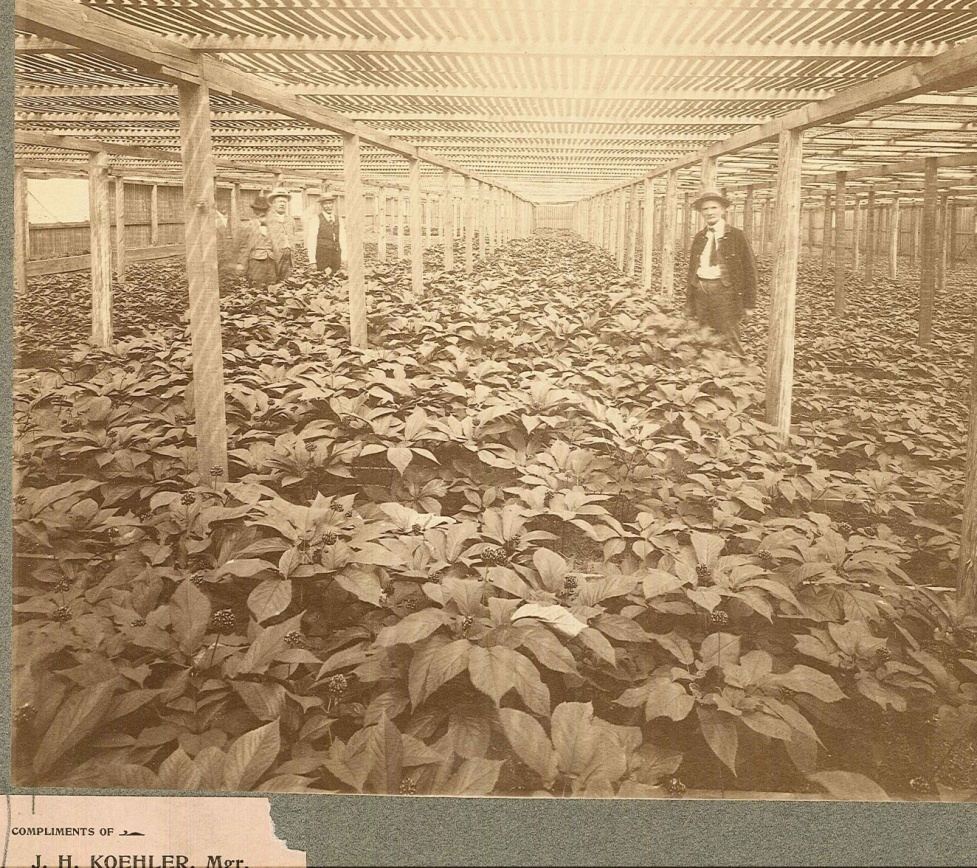 COMPLIMENTS OF
J. H. KOEHLER, Mgr.